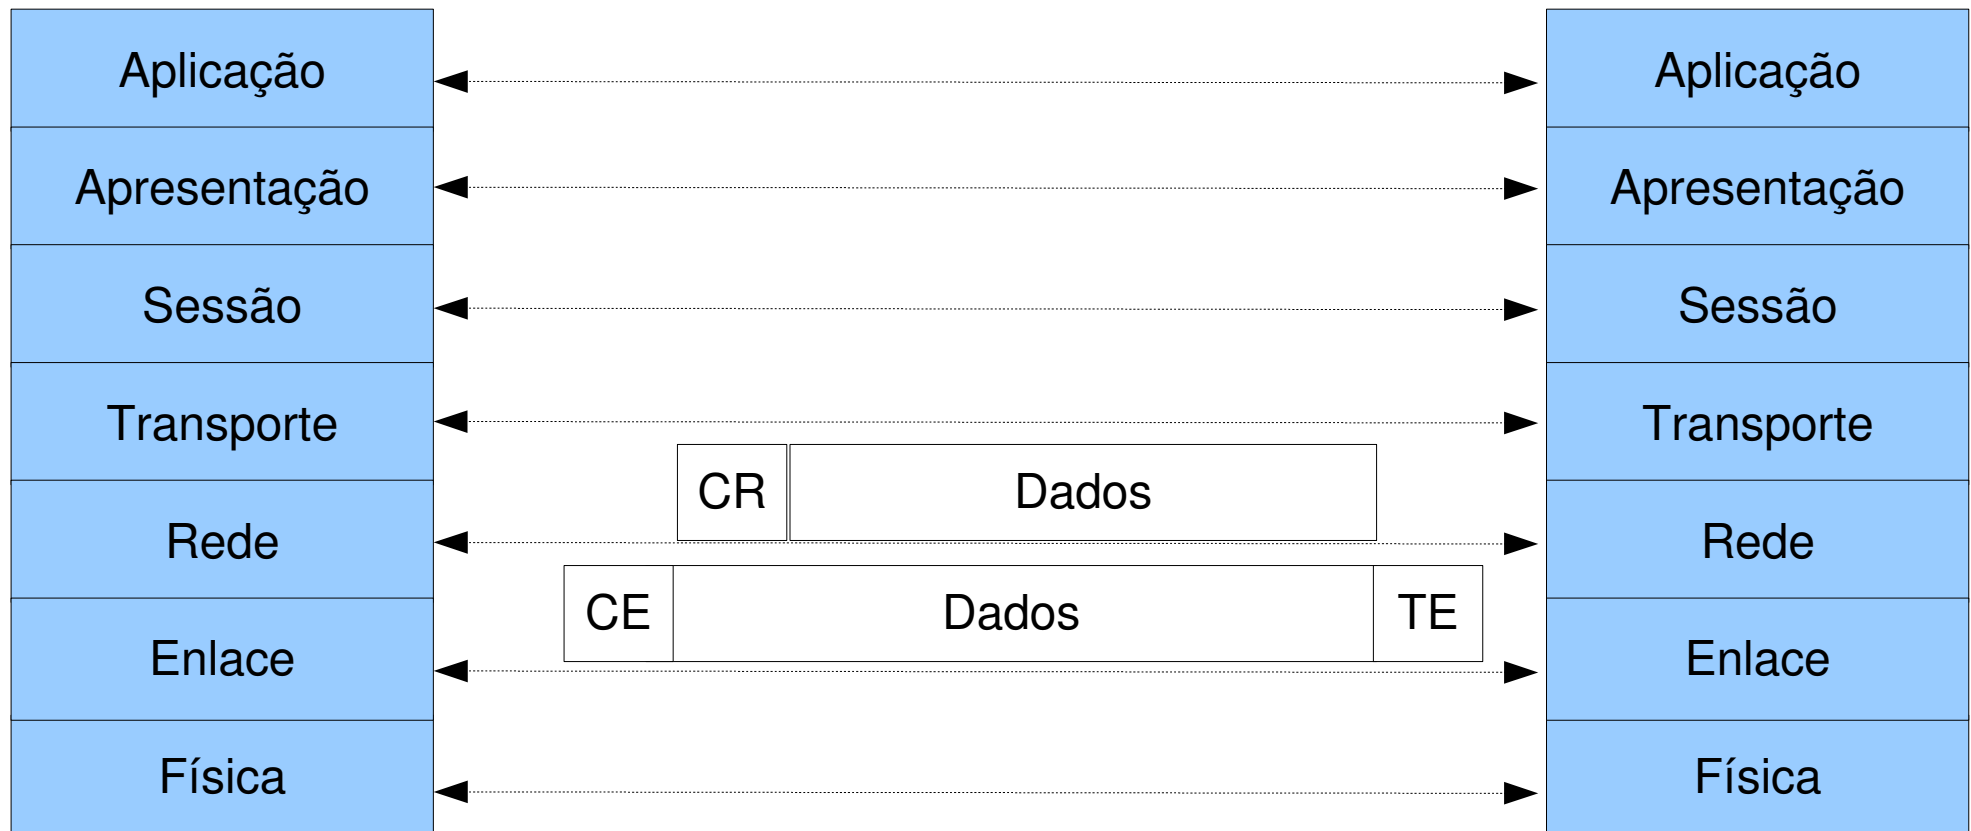 Aplicação
Aplicação
Apresentação
Apresentação
Sessão
Sessão
Transporte
Transporte
CR Dados
Rede
Rede
CE Dados TE
Enlace
Enlace
Física
Física